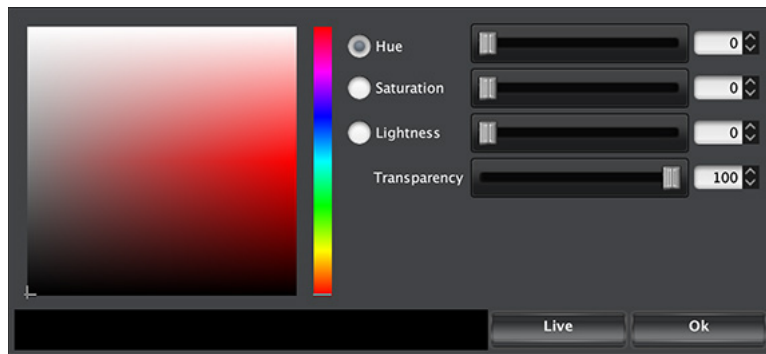 Hue 0
Saturation 0
Lightness 0
Transparency 100
Live Ok